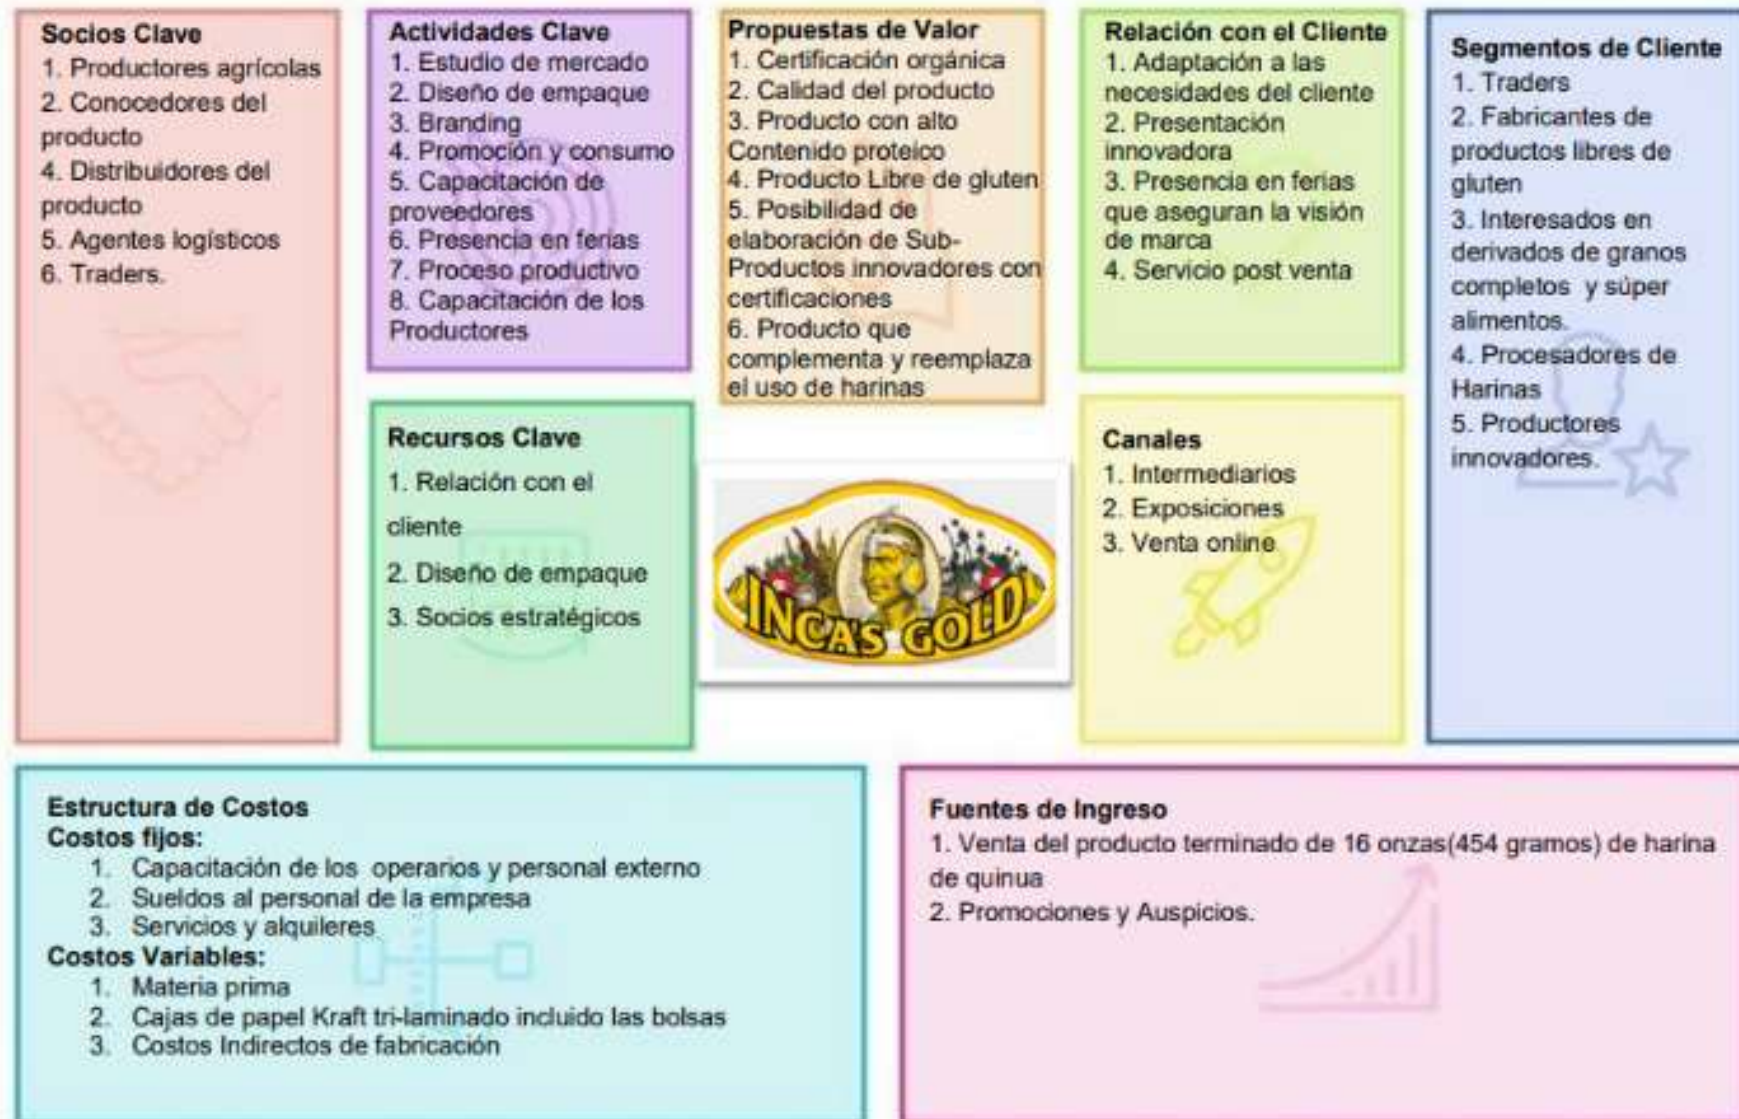 Socios Clave
1. Productores agrícolas
2. Conocedores del
producto
4. Distribuidores del
producto
5. Agentes logísticos
6. Traders.
Actividades Clave
1. Estudio de mercado
2. Diseño de empaque
3. Branding
4. Promoción y consumo
5. Capacitación de
proveedores
6. Presencia en ferias
7. Proceso productivo
8. Capacitación de los
Productores
Recursos Clave
1. Relación con el
cliente
2. Diseño de empaque
3. Socios estratégicos
Propuestas de Valor
1. Certificación orgánica
2. Calidad del producto
3. Producto con alto
Contenido proteico
4. Producto Libre de gluten
5. Posibilidad de
elaboración de Sub-
Productos innovadores con
certificaciones
6. Producto que
complementa y reemplaza
el uso de harinas
INCA'S GOLD
Relación con el Cliente
1. Adaptación a las
necesidades del cliente
2. Presentación
innovadora
3. Presencia en ferias
que aseguran la visión
de marca
4. Servicio post venta
Canales
1. Intermediarios
2. Exposiciones
3. Venta online
Segmentos de Cliente
1. Traders
2. Fabricantes de
productos libres de
gluten
3. Interesados en
derivados de granos
completos y súper
alimentos.
4. Procesadores de
Harinas
5. Productores
innovadores.
Estructura de Costos
Costos fijos:
1. Capacitación de los operarios y personal externo
2. Sueldos al personal de la empresa
3. Servicios y alquileres
Costos Variables:
1. Materia prima
2. Cajas de papel Kraft tri-laminado incluido las bolsas
3. Costos Indirectos de fabricación
Fuentes de Ingreso
1. Venta del producto terminado de 16 onzas(454 gramos) de harina
de quinua
2. Promociones y Auspicios.